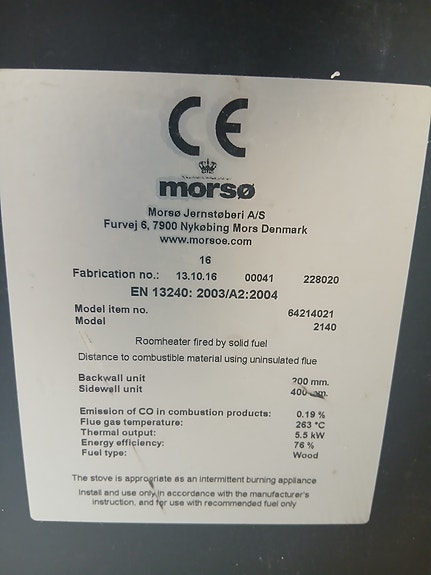 CE
morsø
Morsø Jernstøberi A/S
Furvej 6, 7900 Nykøbing Mors Denmark
www.morsoe.com
16
Fabrication no.: 13.10.16 00041 228020
EN 13240: 2003/A2:2004
Model item no. 64214021
Model 2140
Roomheater fired by solid fuel
Distance to combustible material using uninsulated flue
Backwall unit 200 mm.
Sidewall unit 400 mm.
Emission of CO in combustion products: 0.19 %
Flue gas temperature: 263 °C
Thermal output: 5.5 kW
Energy efficiency: 76 %
Fuel type: Wood
The stove is appropriate as an intermittent burning appliance
Install and use only in accordance with the manufacturer's
instruction, and for use with recommended fuel only